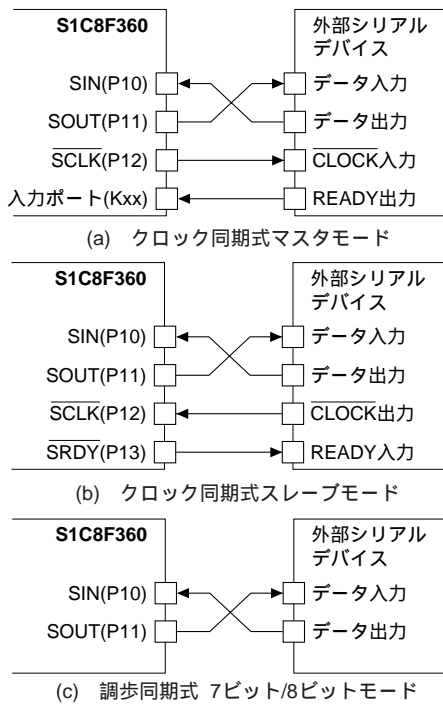 S1C8F360 外部シリアル
デバイス
SIN(P10) データ入力
SOUT(P11) データ出力
SCLK(P12) CLOCK入力
入力ポート(Kxx) READY出力
(a) クロック同期式マスタモード
S1C8F360 外部シリアル
デバイス
SIN(P10) データ入力
SOUT(P11) データ出力
SCLK(P12) CLOCK出力
SRDY(P13) READY入力
(b) クロック同期式スレーブモード
S1C8F360 外部シリアル
デバイス
SIN(P10) データ入力
SOUT(P11) データ出力
(c) 調歩同期式 7ビット/8ビットモード